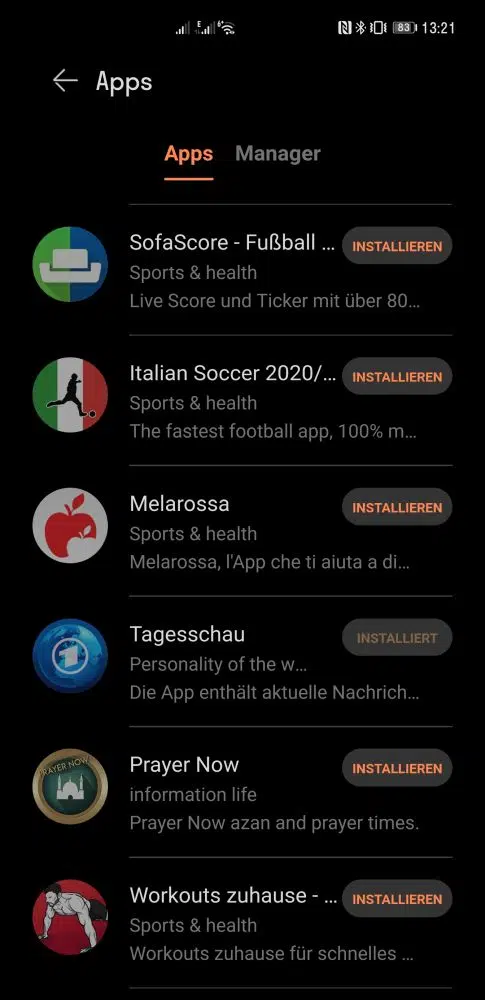 E 6+ 83 13:21
Apps
Apps Manager
SofaScore - Fußball ... INSTALLIEREN
Sports & health
Live Score und Ticker mit über 80...
Italian Soccer 2020/... INSTALLIEREN
Sports & health
The fastest football app, 100% m...
Melarossa INSTALLIEREN
Sports & health
Melarossa, l'App che ti aiuta a di...
Tagesschau INSTALLIERT
Personality of the w...
Die App enthält aktuelle Nachrich...
PRAYER NOW
Prayer Now INSTALLIEREN
information life
Prayer Now azan and prayer times.
Workouts zuhause - ... INSTALLIEREN
Sports & health
Workouts zuhause für schnelles ...